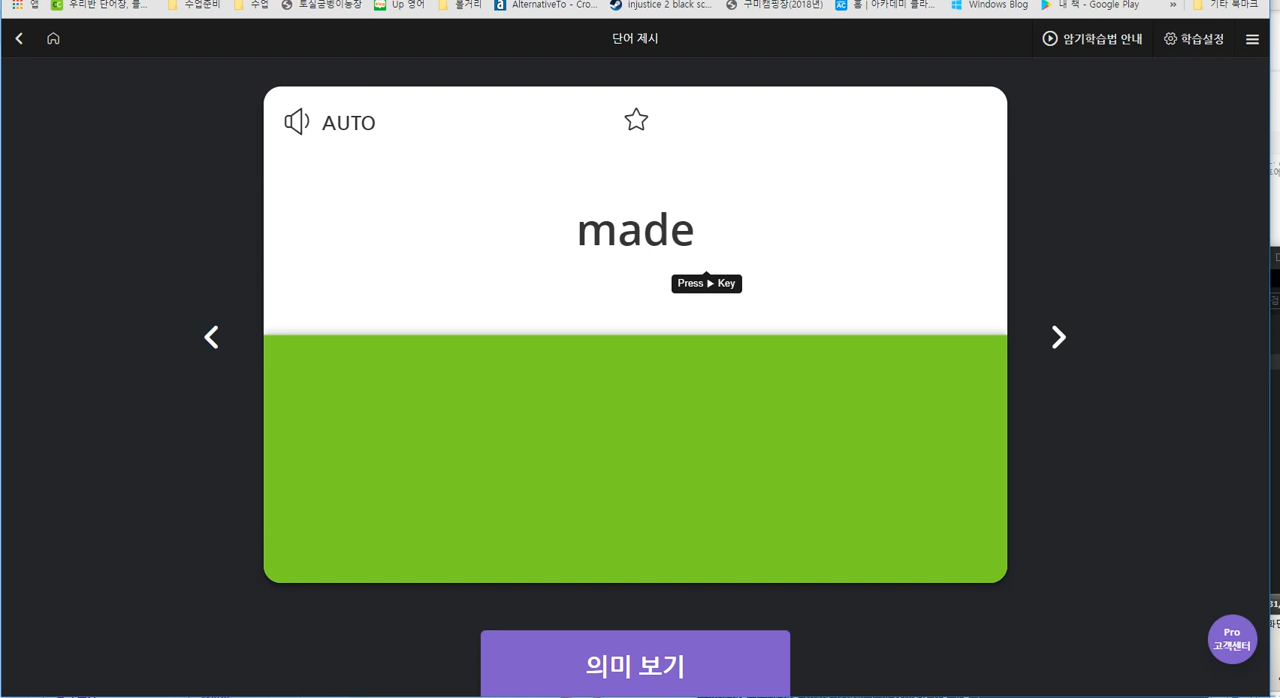 앱 우리반 단어장, 클... 수업준비 수업 토실금붕이농장 Up 영어 볼거리 AlternativeTo - Cro... injustice 2 black sc... 구미캠핑장(2018년) 홈 | 아카데미 클라... Windows Blog 내 책 - Google Play » 기타 북마크
단어 제시
암기학습법 안내
학습설정
AUTO
made
Press ▶ Key
의미 보기
Pro
고객센터